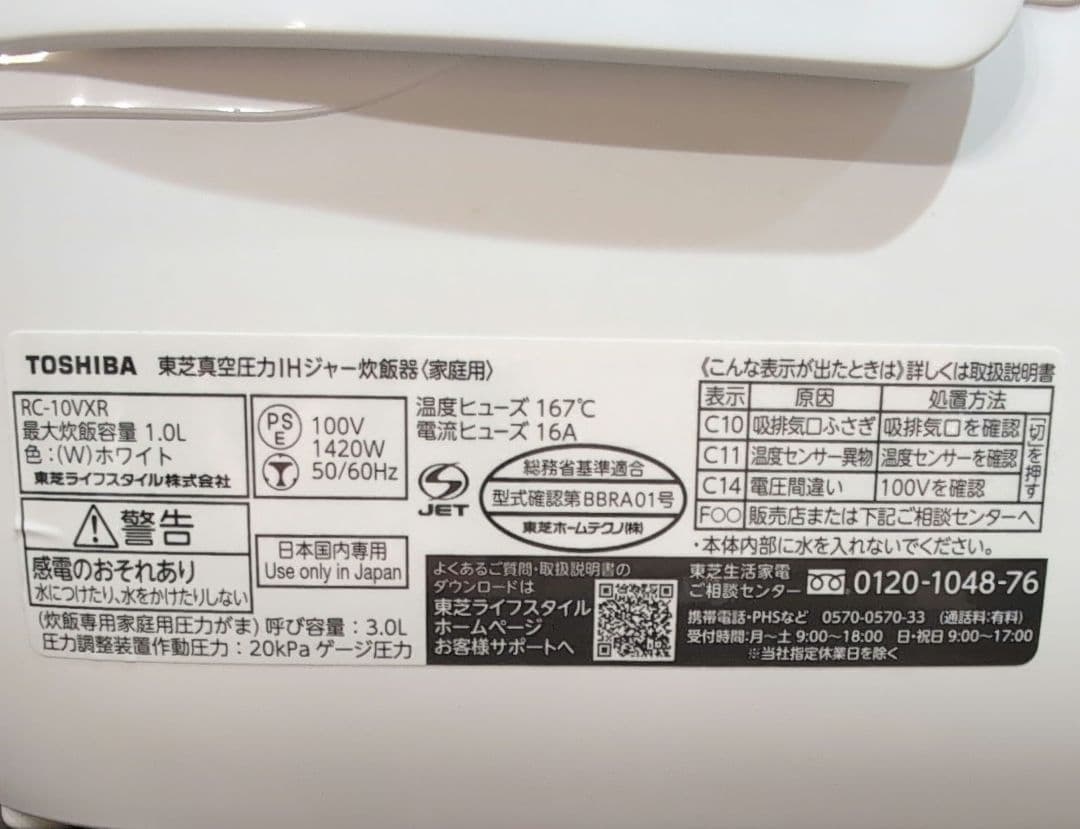 TOSHIBA 東芝真空圧力IHジャー炊飯器〈家庭用〉
RC-10VXR
最大炊飯容量 1.0L
色：(W)ホワイト
東芝ライフスタイル株式会社
PS
E
100V
1420W
50/60Hz
温度ヒューズ 167℃
電流ヒューズ 16A
JET
総務省基準適合
型式確認第BBRA01号
東芝ホームテクノ(株)
警告
感電のおそれあり
水につけたり、水をかけたりしない
日本国内専用
Use only in Japan
(炊飯専用家庭用圧力がま) 呼び容量：3.0L
圧力調整装置作動圧力：20kPa ゲージ圧力
よくあるご質問・取扱説明書の
ダウンロードは
東芝ライフスタイル
ホームページ
お客様サポートへ
《こんな表示が出たときは》詳しくは取扱説明書
表示 原因 処置方法
C10 吸排気口ふさぎ 吸排気口を確認
C11 温度センサー異物 温度センサーを確認
C14 電圧間違い 100Vを確認
「切」を押す
F○○ 販売店または下記ご相談センターへ
・本体内部に水を入れないでください。
東芝生活家電
ご相談センター 0120-1048-76
携帯電話・PHSなど 0570-0570-33 (通話料：有料)
受付時間：月～土 9:00～18:00 日・祝日 9:00～17:00
※当社指定休業日を除く